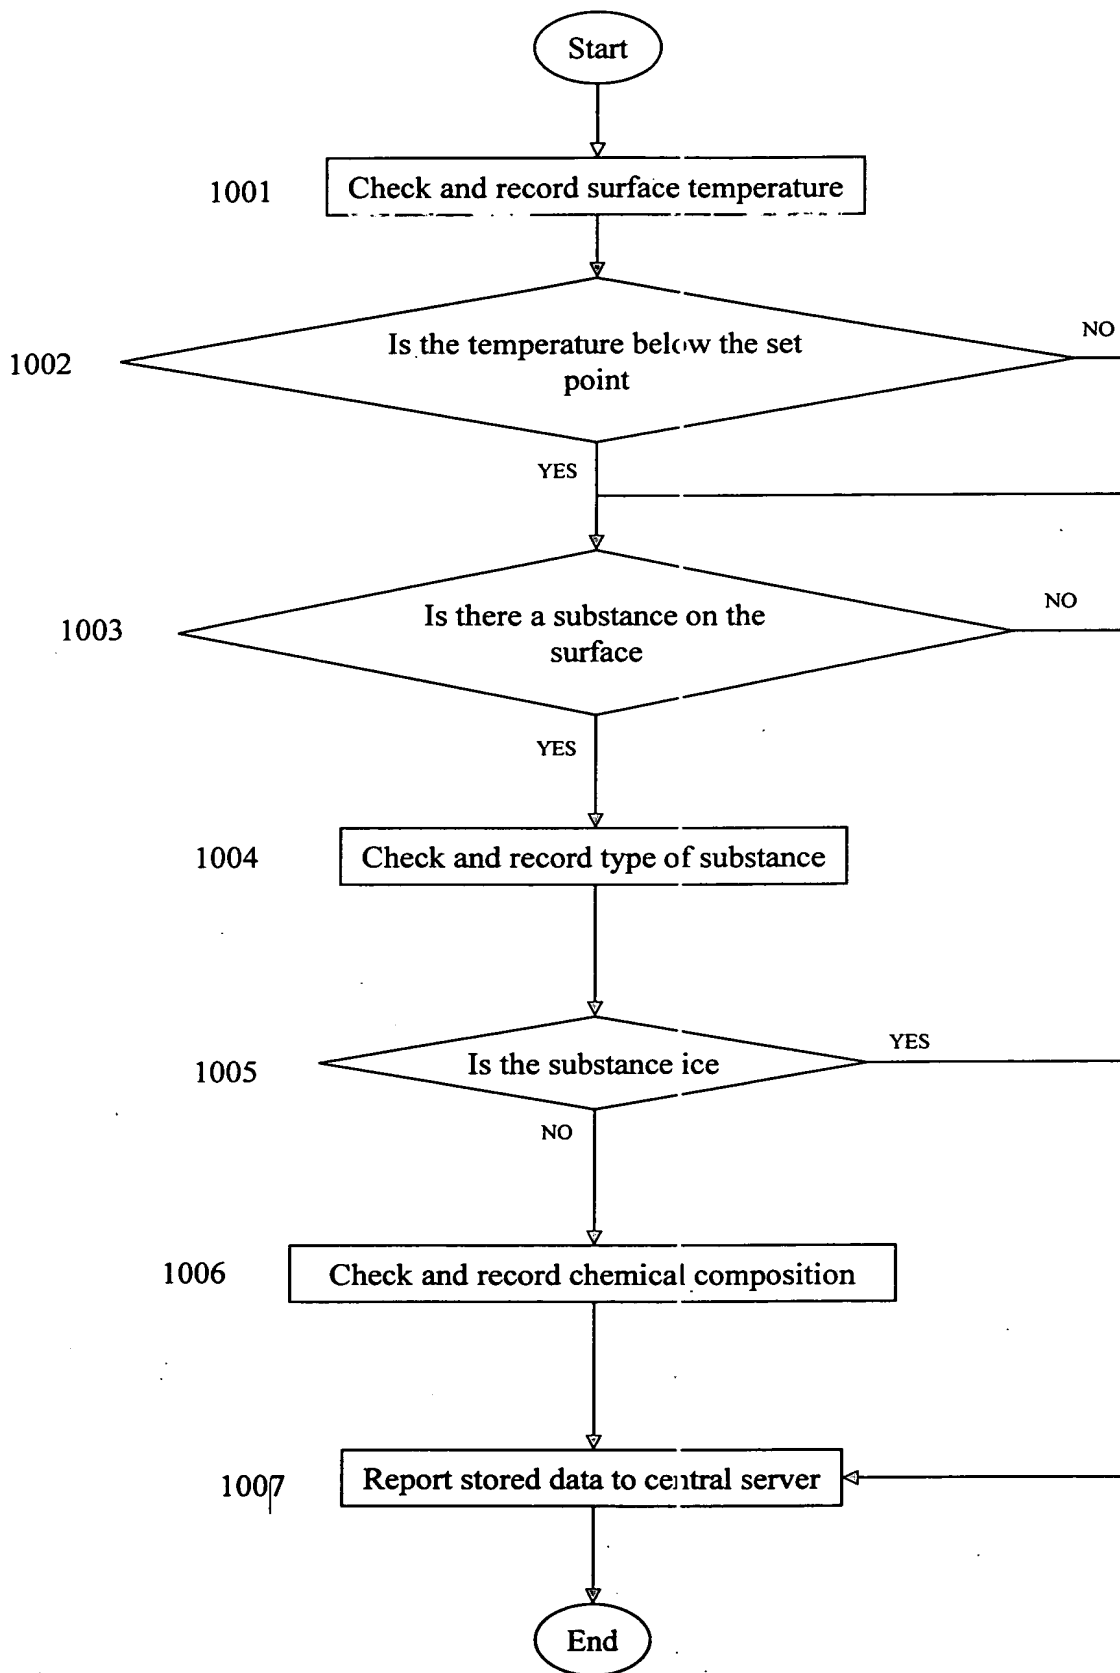 Start
1001
Check and record surface temperature
1002
Is the temperature below the set
point
NO
YES
1003
Is there a substance on the
surface
NO
YES
1004
Check and record type of substance
1005
Is the substance ice
YES
NO
1006
Check and record chemical composition
1007
Report stored data to central server
End